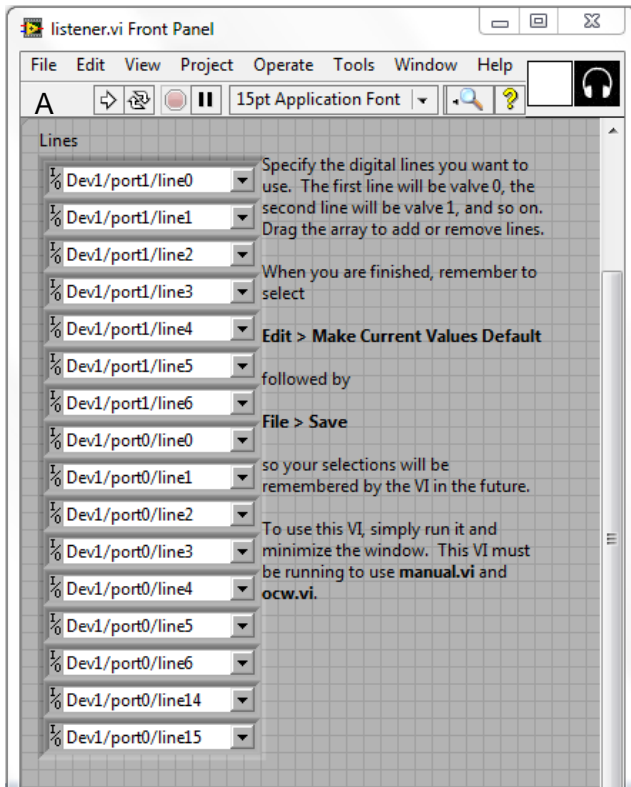 listener.vi Front Panel
File Edit View Project Operate Tools Window Help
A
15pt Application Font
Lines
Dev1/port1/line0
Dev1/port1/line1
Dev1/port1/line2
Dev1/port1/line3
Dev1/port1/line4
Dev1/port1/line5
Dev1/port1/line6
Dev1/port0/line0
Dev1/port0/line1
Dev1/port0/line2
Dev1/port0/line3
Dev1/port0/line4
Dev1/port0/line5
Dev1/port0/line6
Dev1/port0/line14
Dev1/port0/line15
Specify the digital lines you want to
use. The first line will be valve 0, the
second line will be valve 1, and so on.
Drag the array to add or remove lines.
When you are finished, remember to
select
Edit > Make Current Values Default
followed by
File > Save
so your selections will be
remembered by the VI in the future.
To use this VI, simply run it and
minimize the window. This VI must
be running to use manual.vi and
ocw.vi.